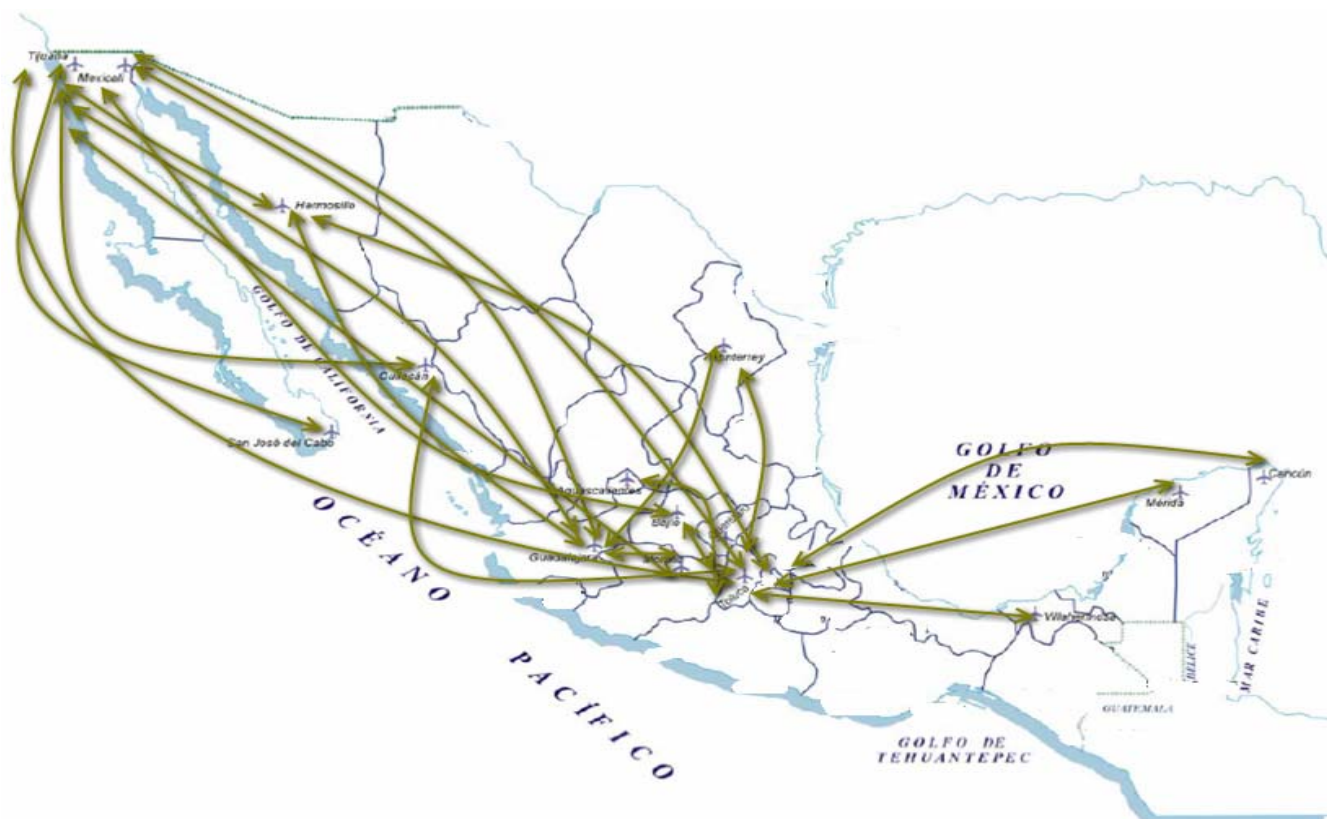 Tijuana
Mexicali
Hermosillo
GOLFO DE CALIFORNIA
Monterrey
Culiacán
San José del Cabo
GOLFO
DE
MÉXICO
Cancún
Mérida
Aguascalientes
Bajío
Guadalajara
Toluca
Villahermosa
OCÉANO
PACÍFICO
BELICE
MAR CARIBE
GUATEMALA
GOLFO DE
TEHUANTEPEC